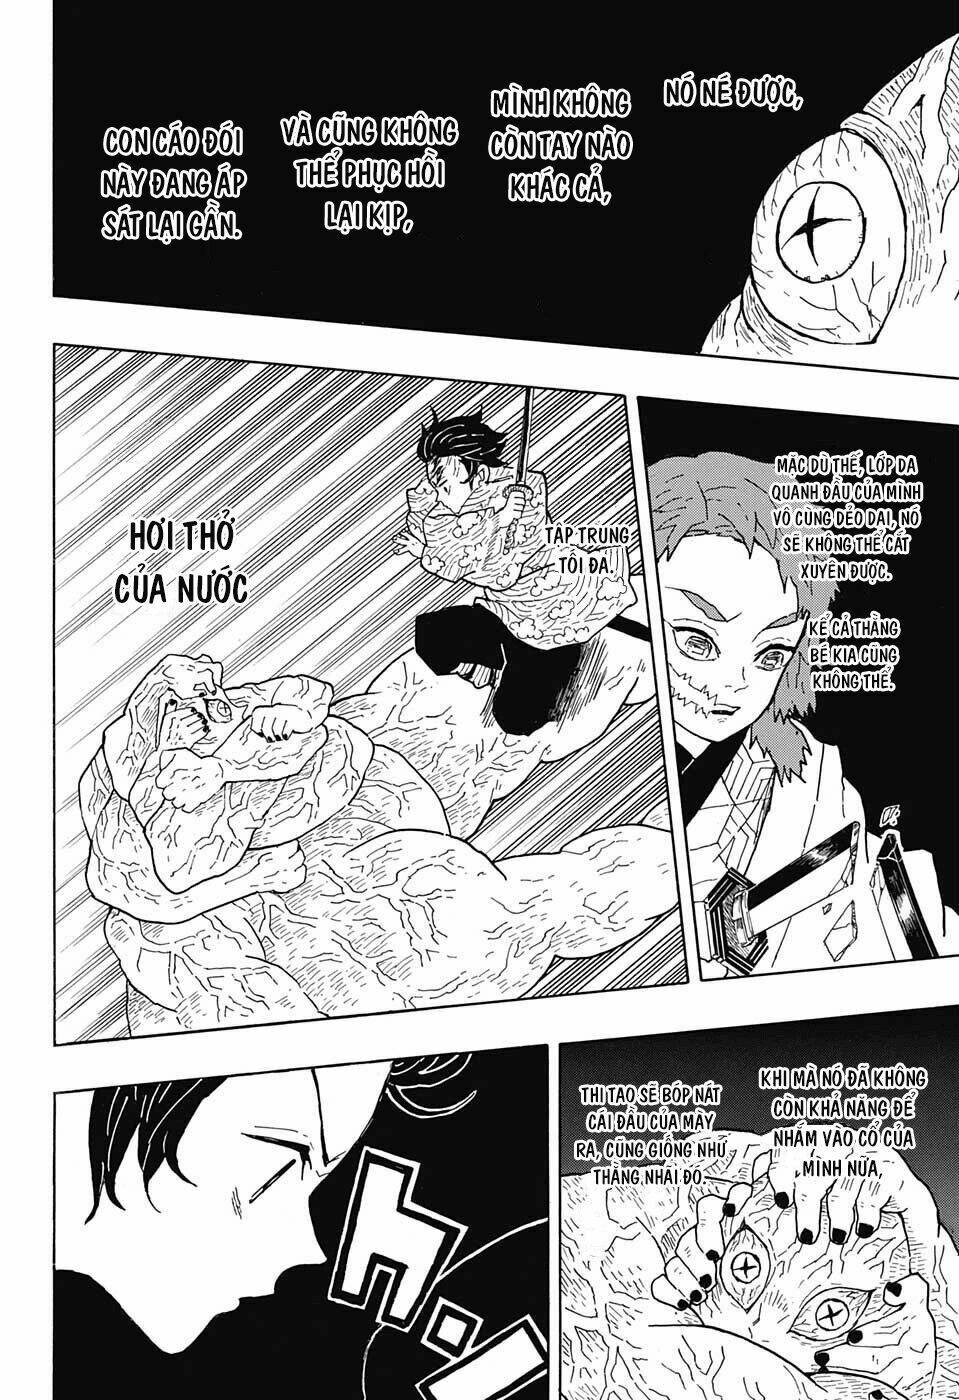 NÓ NÉ ĐƯỢC,
MÌNH KHÔNG
CÒN TAY NÀO
KHÁC CẢ,
VÀ CŨNG KHÔNG
THỂ PHỤC HỒI
LẠI KỊP,
CON CÁO ĐÓI
NÀY ĐANG ÁP
SÁT LẠI GẦN.
MẶC DÙ THẾ, LỚP DA
QUANH ĐẦU CỦA MÌNH
VÔ CÙNG DẺO DAI, NÓ
SẼ KHÔNG THỂ CẮT
XUYÊN ĐƯỢC.
KỂ CẢ THẰNG
BÉ KIA CŨNG
KHÔNG THỂ.
TẬP TRUNG
TỐI ĐA.
HƠI THỞ
CỦA NƯỚC
KHI MÀ NÓ ĐÃ KHÔNG
CÒN KHẢ NĂNG ĐỂ
NHẮM VÀO CỔ CỦA
MÌNH NỮA,
THÌ TAO SẼ BÓP NÁT
CÁI ĐẦU CỦA MÀY
RA, CŨNG GIỐNG NHƯ
THẰNG NHÃI ĐÓ.